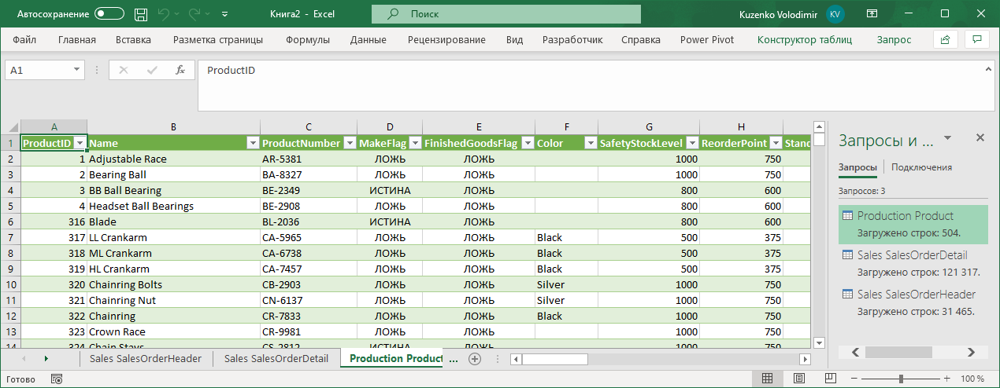 Автосохранение Книга2 - Excel Поиск Kuzenko Volodimir KV
Файл Главная Вставка Разметка страницы Формулы Данные Рецензирование Вид Разработчик Справка Power Pivot Конструктор таблиц Запрос
A1 fx ProductID
A B C D E F G H
1 ProductID Name ProductNumber MakeFlag FinishedGoodsFlag Color SafetyStockLevel ReorderPoint Stand
2 1 Adjustable Race AR-5381 ЛОЖЬ ЛОЖЬ 1000 750
3 2 Bearing Ball BA-8327 ЛОЖЬ ЛОЖЬ 1000 750
4 3 BB Ball Bearing BE-2349 ИСТИНА ЛОЖЬ 800 600
5 4 Headset Ball Bearings BE-2908 ЛОЖЬ ЛОЖЬ 800 600
6 316 Blade BL-2036 ИСТИНА ЛОЖЬ 800 600
7 317 LL Crankarm CA-5965 ЛОЖЬ ЛОЖЬ Black 500 375
8 318 ML Crankarm CA-6738 ЛОЖЬ ЛОЖЬ Black 500 375
9 319 HL Crankarm CA-7457 ЛОЖЬ ЛОЖЬ Black 500 375
10 320 Chainring Bolts CB-2903 ЛОЖЬ ЛОЖЬ Silver 1000 750
11 321 Chainring Nut CN-6137 ЛОЖЬ ЛОЖЬ Silver 1000 750
12 322 Chainring CR-7833 ЛОЖЬ ЛОЖЬ Black 1000 750
13 323 Crown Race CR-9981 ЛОЖЬ ЛОЖЬ 1000 750
14 324 Chain Stays CS-2812 ИСТИНА ЛОЖЬ 1000 750
Запросы и ...
Запросы Подключения
Запросов: 3
Production Product
Загружено строк: 504.
Sales SalesOrderDetail
Загружено строк: 121 317.
Sales SalesOrderHeader
Загружено строк: 31 465.
Sales SalesOrderHeader Sales SalesOrderDetail Production Product ...
Готово 100 %